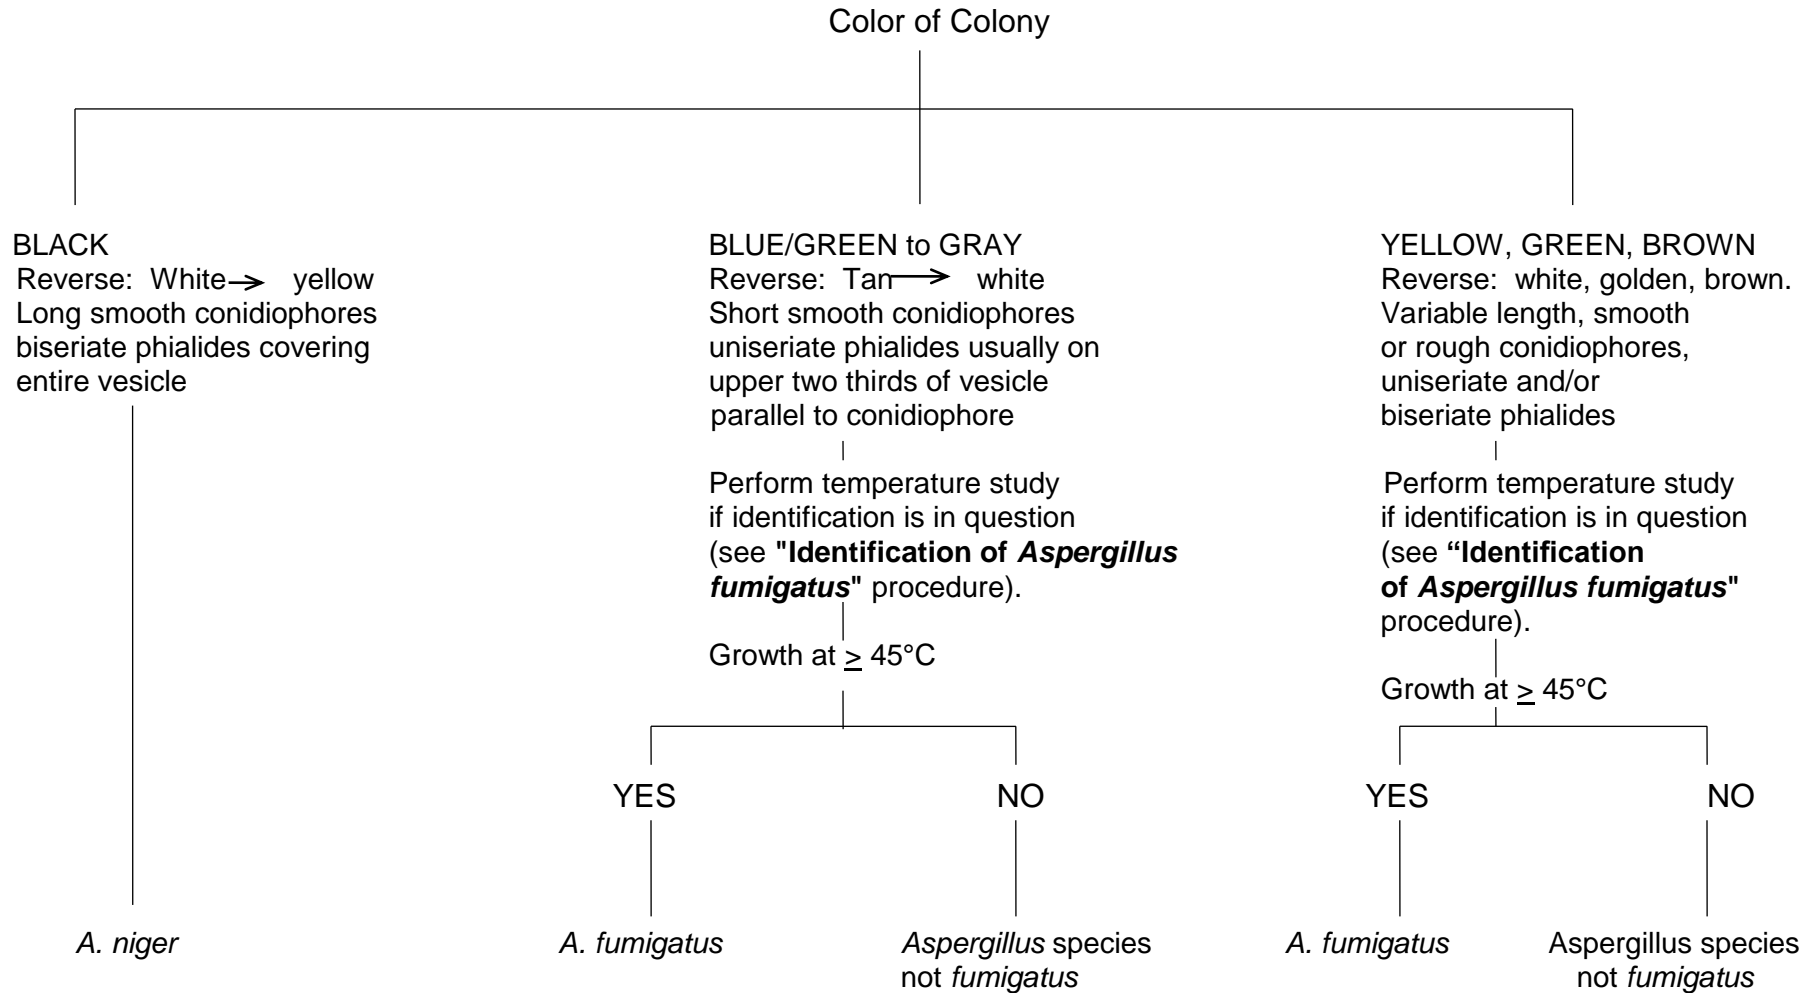 Color of Colony
BLACK
Reverse: White → yellow
Long smooth conidiophores
biseriate phialides covering
entire vesicle
A. niger
BLUE/GREEN to GRAY
Reverse: Tan → white
Short smooth conidiophores
uniseriate phialides usually on
upper two thirds of vesicle
parallel to conidiophore
Perform temperature study
if identification is in question
(see "Identification of Aspergillus
fumigatus" procedure).
Growth at ≥ 45°C
YES
NO
A. fumigatus
Aspergillus species
not fumigatus
YELLOW, GREEN, BROWN
Reverse: white, golden, brown.
Variable length, smooth
or rough conidiophores,
uniseriate and/or
biseriate phialides
Perform temperature study
if identification is in question
(see “Identification
of Aspergillus fumigatus"
procedure).
Growth at ≥ 45°C
YES
NO
A. fumigatus
Aspergillus species
not fumigatus